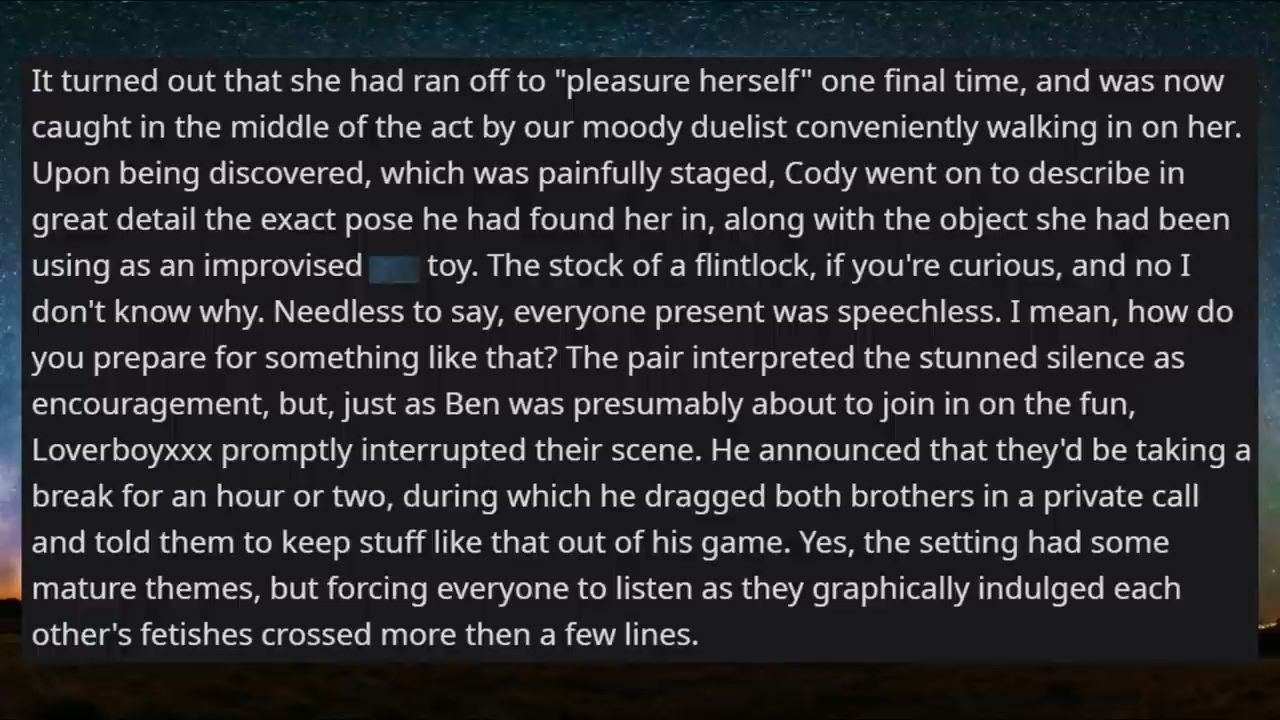 It turned out that she had ran off to "pleasure herself" one final time, and was now
caught in the middle of the act by our moody duelist conveniently walking in on her.
Upon being discovered, which was painfully staged, Cody went on to describe in
great detail the exact pose he had found her in, along with the object she had been
using as an improvised toy. The stock of a flintlock, if you're curious, and no I
don't know why. Needless to say, everyone present was speechless. I mean, how do
you prepare for something like that? The pair interpreted the stunned silence as
encouragement, but, just as Ben was presumably about to join in on the fun,
Loverboyxxx promptly interrupted their scene. He announced that they'd be taking a
break for an hour or two, during which he dragged both brothers in a private call
and told them to keep stuff like that out of his game. Yes, the setting had some
mature themes, but forcing everyone to listen as they graphically indulged each
other's fetishes crossed more then a few lines.